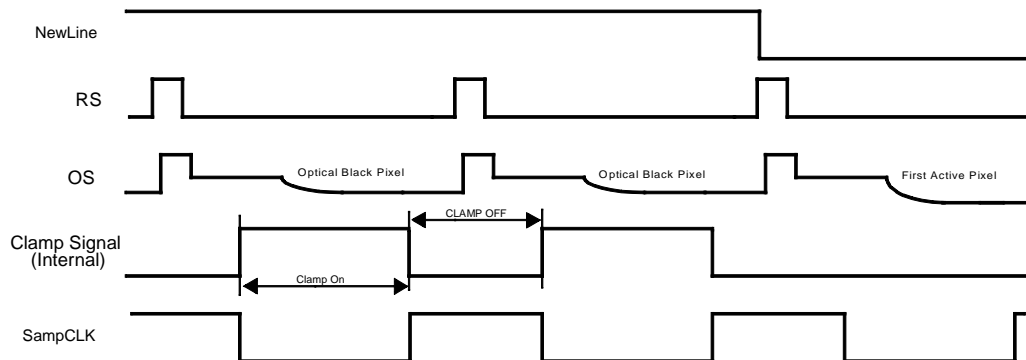 NewLine
RS
OS
Optical Black Pixel
Optical Black Pixel
First Active Pixel
CLAMP OFF
Clamp Signal
(Internal)
Clamp On
SampCLK